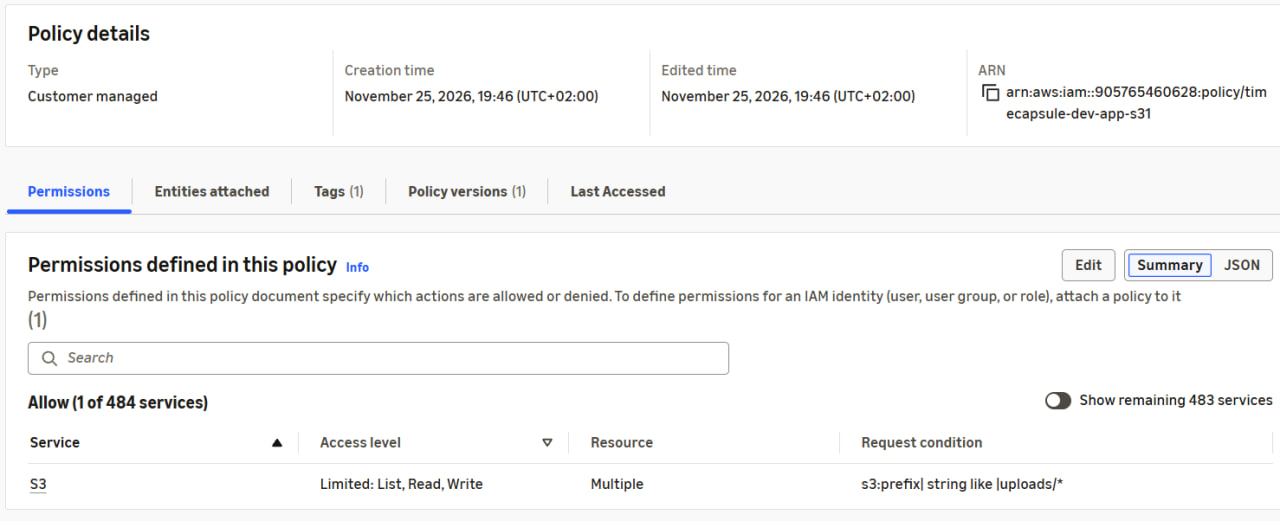 Policy details
Type
Customer managed
Creation time
November 25, 2026, 19:46 (UTC+02:00)
Edited time
November 25, 2026, 19:46 (UTC+02:00)
ARN
arn:aws:iam::905765460628:policy/tim
ecapsule-dev-app-s31
Permissions
Entities attached
Tags (1)
Policy versions (1)
Last Accessed
Permissions defined in this policy Info
Edit
Summary
JSON
Permissions defined in this policy document specify which actions are allowed or denied. To define permissions for an IAM identity (user, user group, or role), attach a policy to it
(1)
Search
Allow (1 of 484 services)
Show remaining 483 services
Service
Access level
Resource
Request condition
S3
Limited: List, Read, Write
Multiple
s3:prefix| string like |uploads/*